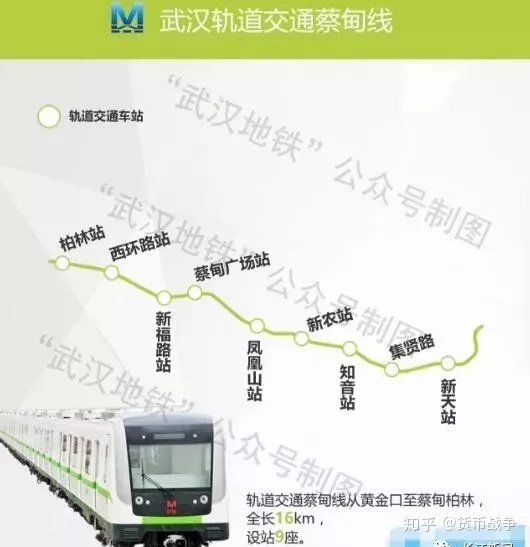 武汉轨道交通蔡甸线
轨道交通车站
“武汉地铁”公众号制图
“武汉地铁”公众号制图
“武汉地铁”公众号制图
柏林站
西环路站
新福路站
蔡甸广场站
凤凰山站
新农站
知音站
集贤路
新天站
轨道交通蔡甸线从黄金口至蔡甸柏林，
全长16km，
设站9座。
知乎 @货币战争